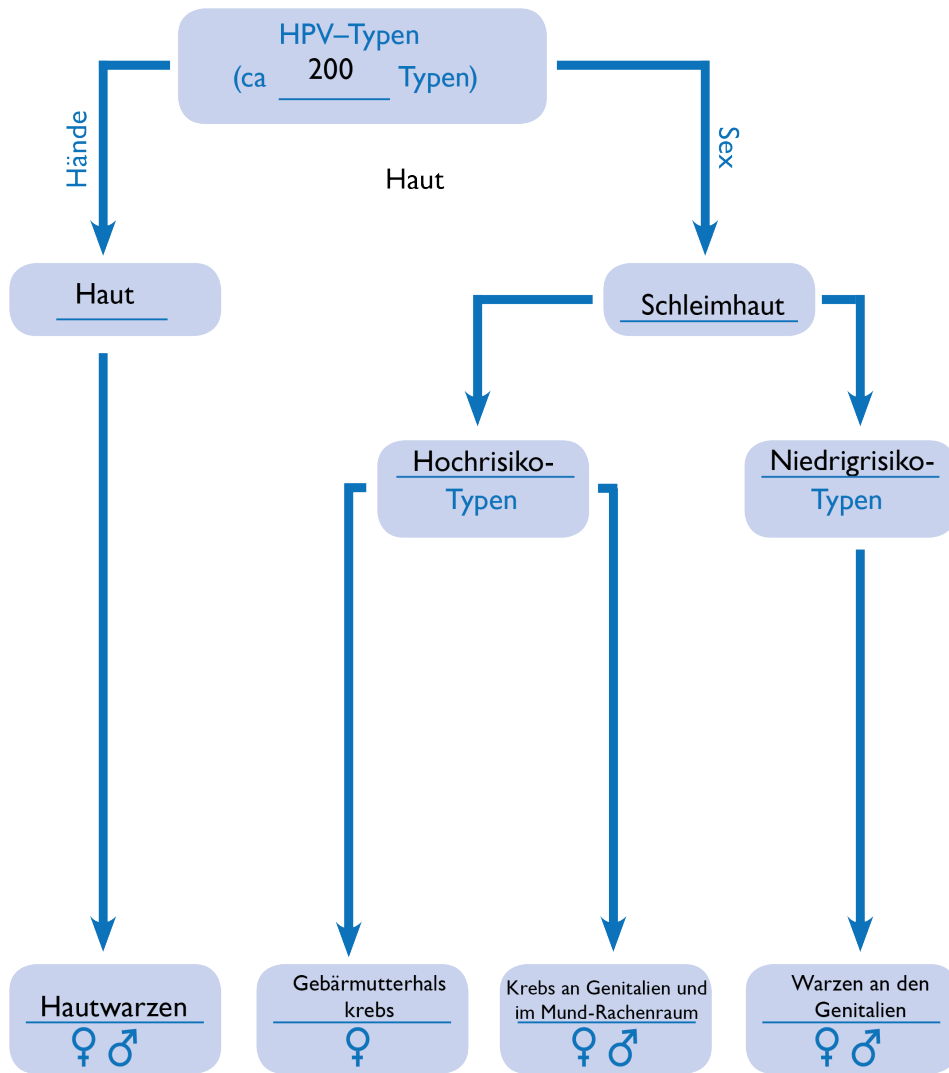 HPV–Typen
(ca 200 Typen)
Hände
Sex
Haut
Haut
Schleimhaut
Hochrisiko-
Typen
Niedrigrisiko-
Typen
Hautwarzen
♀ ♂
Gebärmutterhals
krebs
♀
Krebs an Genitalien und
im Mund-Rachenraum
♀ ♂
Warzen an den
Genitalien
♀ ♂